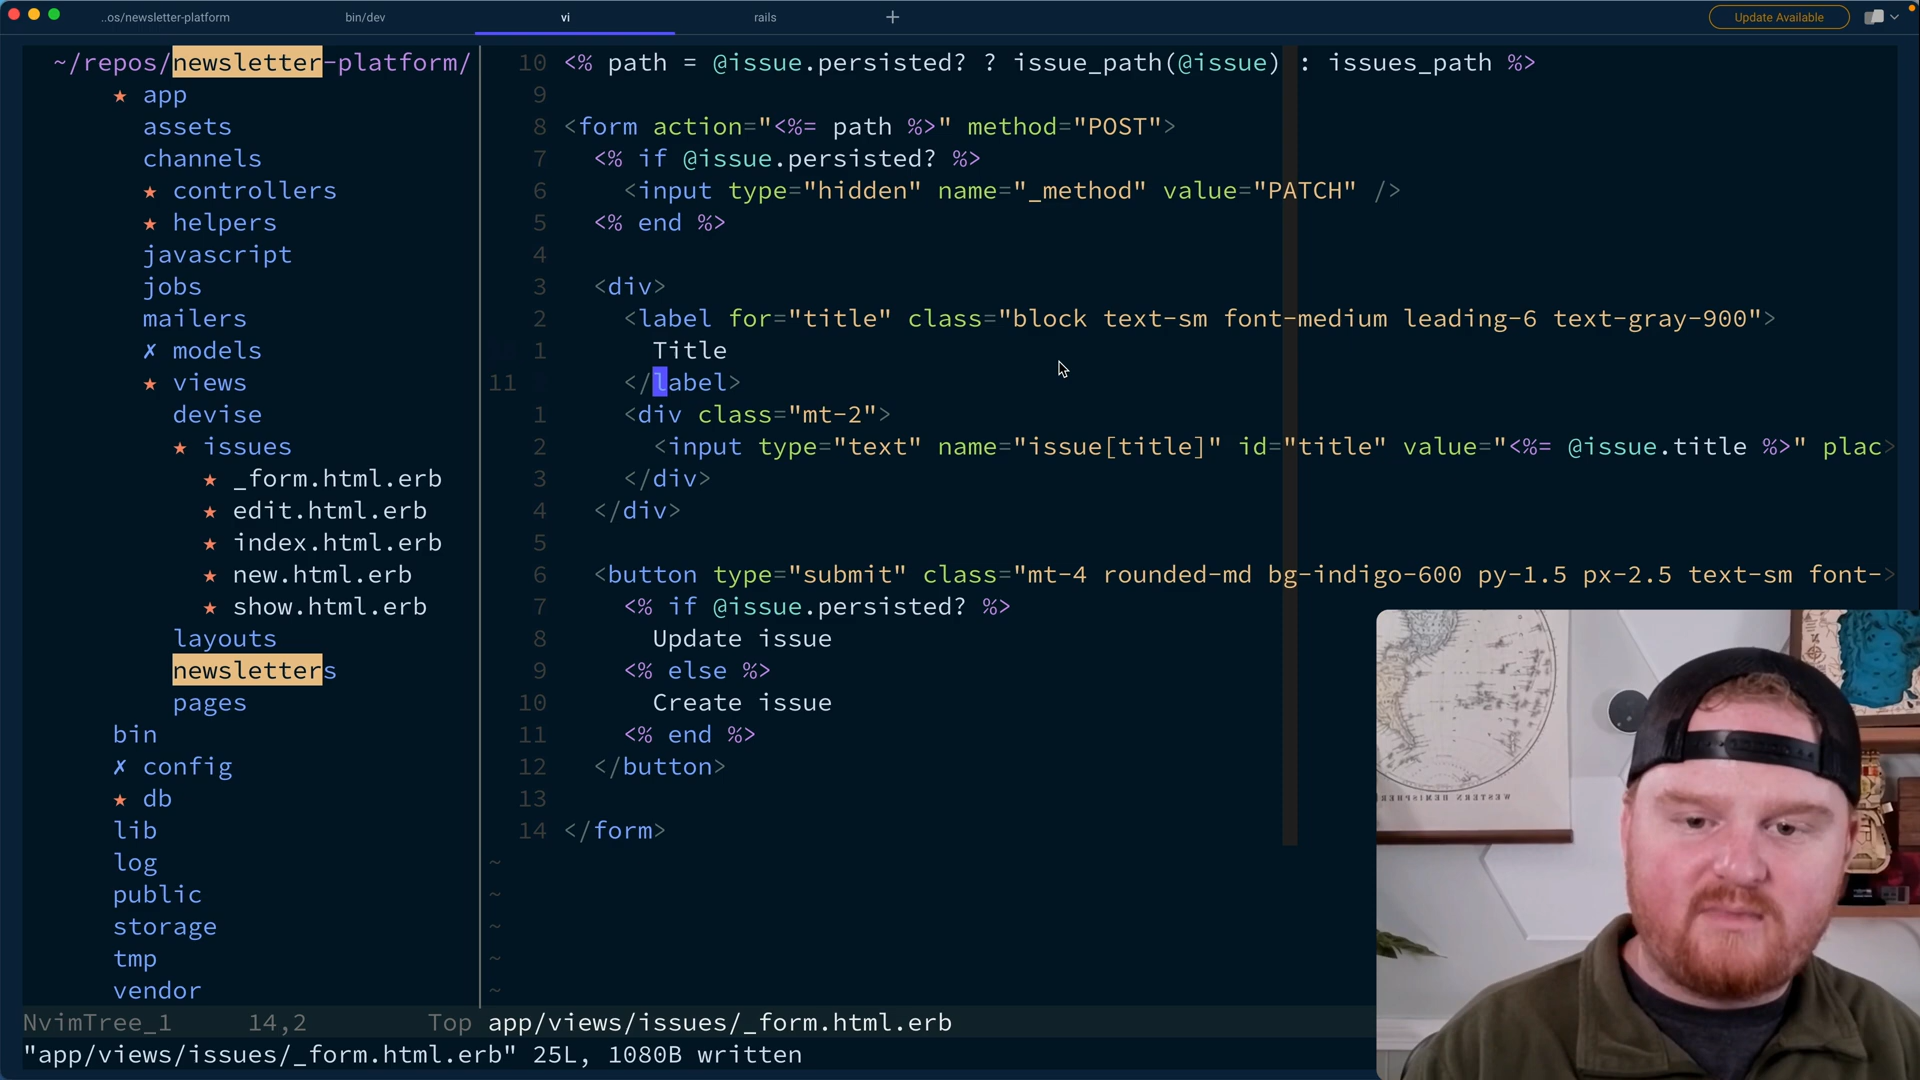 ..os/newsletter-platform bin/dev vi rails + Update Available
~/repos/newsletter-platform/
★ app
assets
channels
★ controllers
★ helpers
javascript
jobs
mailers
✗ models
★ views
devise
★ issues
★ _form.html.erb
★ edit.html.erb
★ index.html.erb
★ new.html.erb
★ show.html.erb
layouts
newsletters
pages
bin
✗ config
★ db
lib
log
public
storage
tmp
vendor
10 <% path = @issue.persisted? ? issue_path(@issue) : issues_path %>
9
8 <form action="<%= path %>" method="POST">
7 <% if @issue.persisted? %>
6 <input type="hidden" name="_method" value="PATCH" />
5 <% end %>
4
3 <div>
2 <label for="title" class="block text-sm font-medium leading-6 text-gray-900">
1 Title
11 </label>
1 <div class="mt-2">
2 <input type="text" name="issue[title]" id="title" value="<%= @issue.title %>" plac>
3 </div>
4 </div>
5
6 <button type="submit" class="mt-4 rounded-md bg-indigo-600 py-1.5 px-2.5 text-sm font->
7 <% if @issue.persisted? %>
8 Update issue
9 <% else %>
10 Create issue
11 <% end %>
12 </button>
13
14 </form>
~
~
~
~
~
NvimTree_1 14,2 Top app/views/issues/_form.html.erb
"app/views/issues/_form.html.erb" 25L, 1080B written